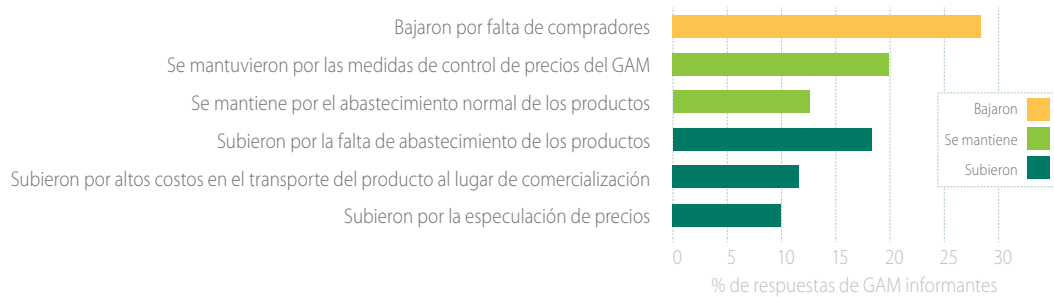 Bajaron por falta de compradores
Se mantuvieron por las medidas de control de precios del GAM
Se mantiene por el abastecimiento normal de los productos
Subieron por la falta de abastecimiento de los productos
Subieron por altos costos en el transporte del producto al lugar de comercialización
Subieron por la especulación de precios
Bajaron
Se mantiene
Subieron
0 5 10 15 20 25 30
% de respuestas de GAM informantes